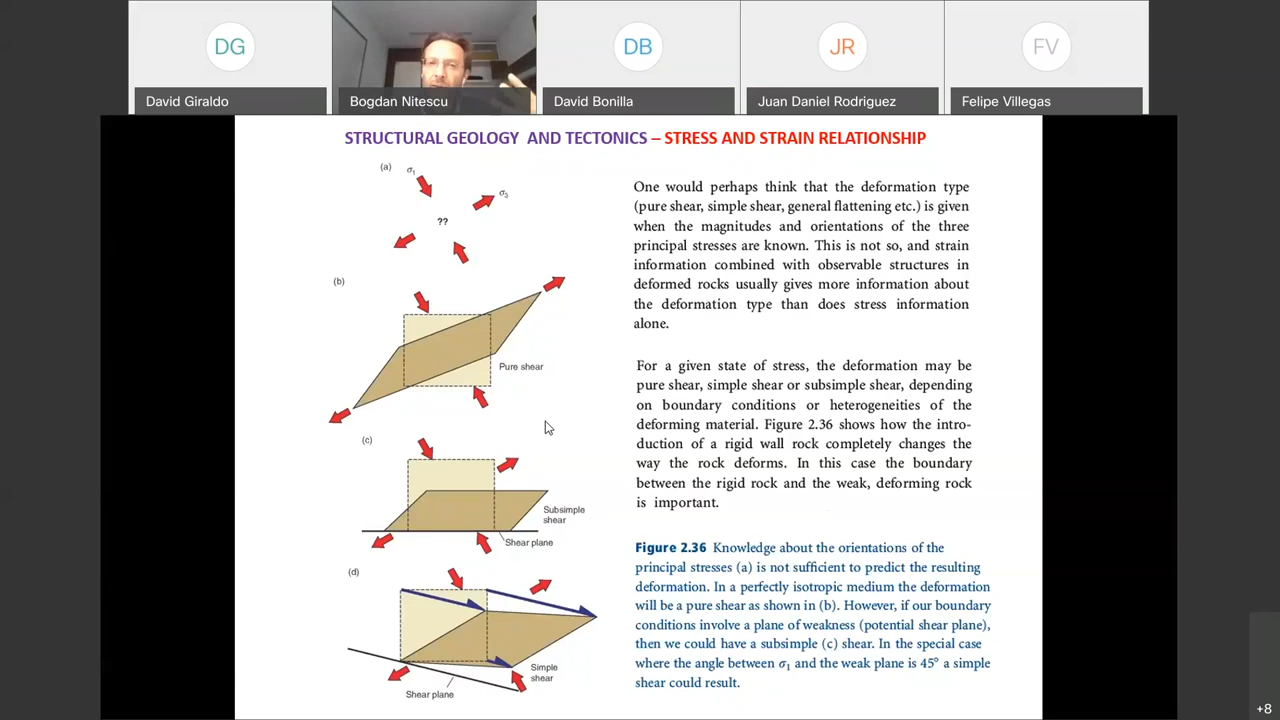 DG
DB
JR
FV
David Giraldo
Bogdan Nitescu
David Bonilla
Juan Daniel Rodriguez
Felipe Villegas
STRUCTURAL GEOLOGY AND TECTONICS – STRESS AND STRAIN RELATIONSHIP
(a)
σ1
σ3
??
(b)
Pure shear
(c)
Subsimple
shear
Shear plane
(d)
Simple
shear
Shear plane
One would perhaps think that the deformation type
(pure shear, simple shear, general flattening etc.) is given
when the magnitudes and orientations of the three
principal stresses are known. This is not so, and strain
information combined with observable structures in
deformed rocks usually gives more information about
the deformation type than does stress information
alone.
For a given state of stress, the deformation may be
pure shear, simple shear or subsimple shear, depending
on boundary conditions or heterogeneities of the
deforming material. Figure 2.36 shows how the intro-
duction of a rigid wall rock completely changes the
way the rock deforms. In this case the boundary
between the rigid rock and the weak, deforming rock
is important.
Figure 2.36 Knowledge about the orientations of the
principal stresses (a) is not sufficient to predict the resulting
deformation. In a perfectly isotropic medium the deformation
will be a pure shear as shown in (b). However, if our boundary
conditions involve a plane of weakness (potential shear plane),
then we could have a subsimple (c) shear. In the special case
where the angle between σ1 and the weak plane is 45° a simple
shear could result.
+8